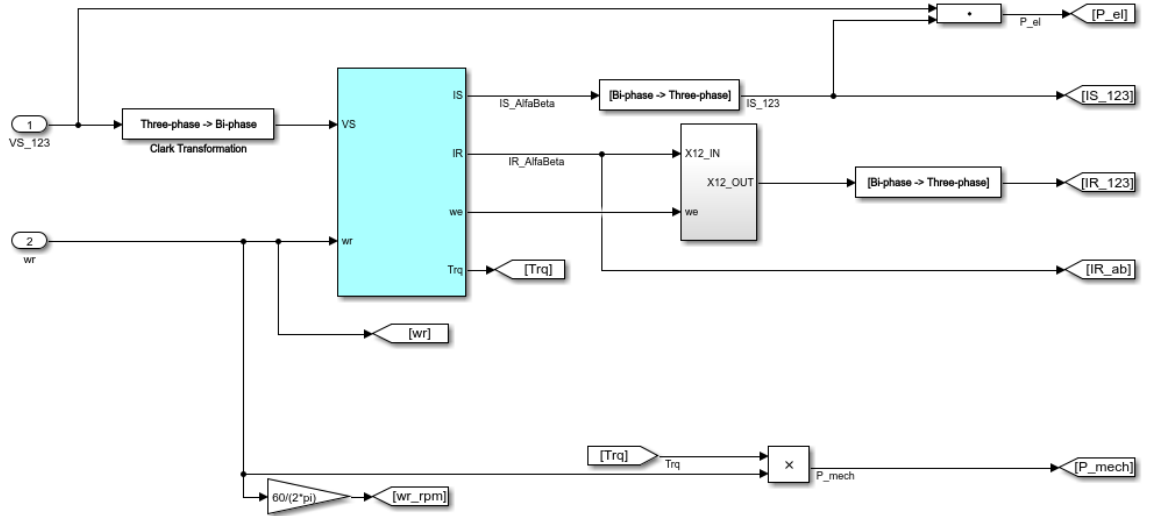 [P_el]
P_el
IS
IS_AlfaBeta
[Bi-phase -> Three-phase]
IS_123
[IS_123]
1
VS_123
Three-phase -> Bi-phase
Clark Transformation
VS
IR
IR_AlfaBeta
X12_IN
X12_OUT
[Bi-phase -> Three-phase]
[IR_123]
we
we
2
wr
wr
Trq
[Trq]
[IR_ab]
[wr]
[Trq]
Trq
×
P_mech
[P_mech]
60/(2*pi)
[wr_rpm]